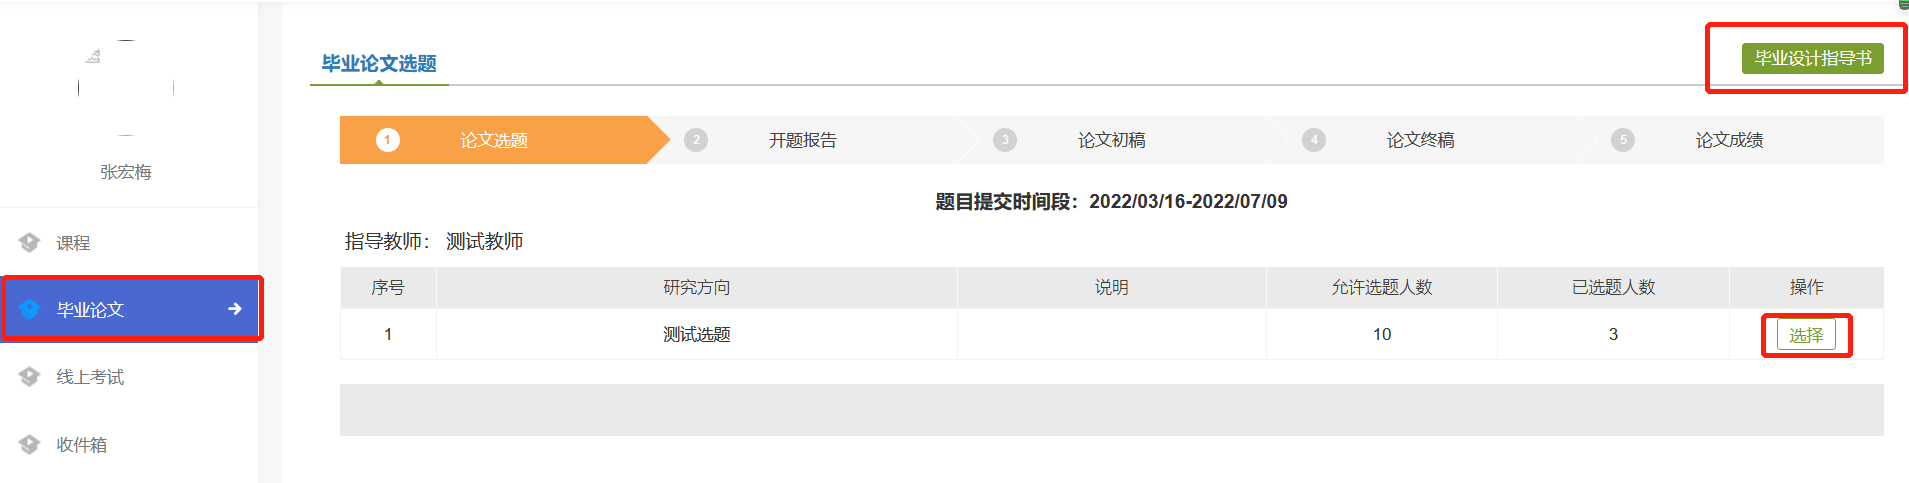 毕业论文选题
毕业设计指导书
1 论文选题
2 开题报告
3 论文初稿
4 论文终稿
5 论文成绩
张宏梅
题目提交时间段：2022/03/16-2022/07/09
课程
指导教师： 测试教师
序号 研究方向 说明 允许选题人数 已选题人数 操作
毕业论文
1 测试选题 10 3 选择
线上考试
收件箱